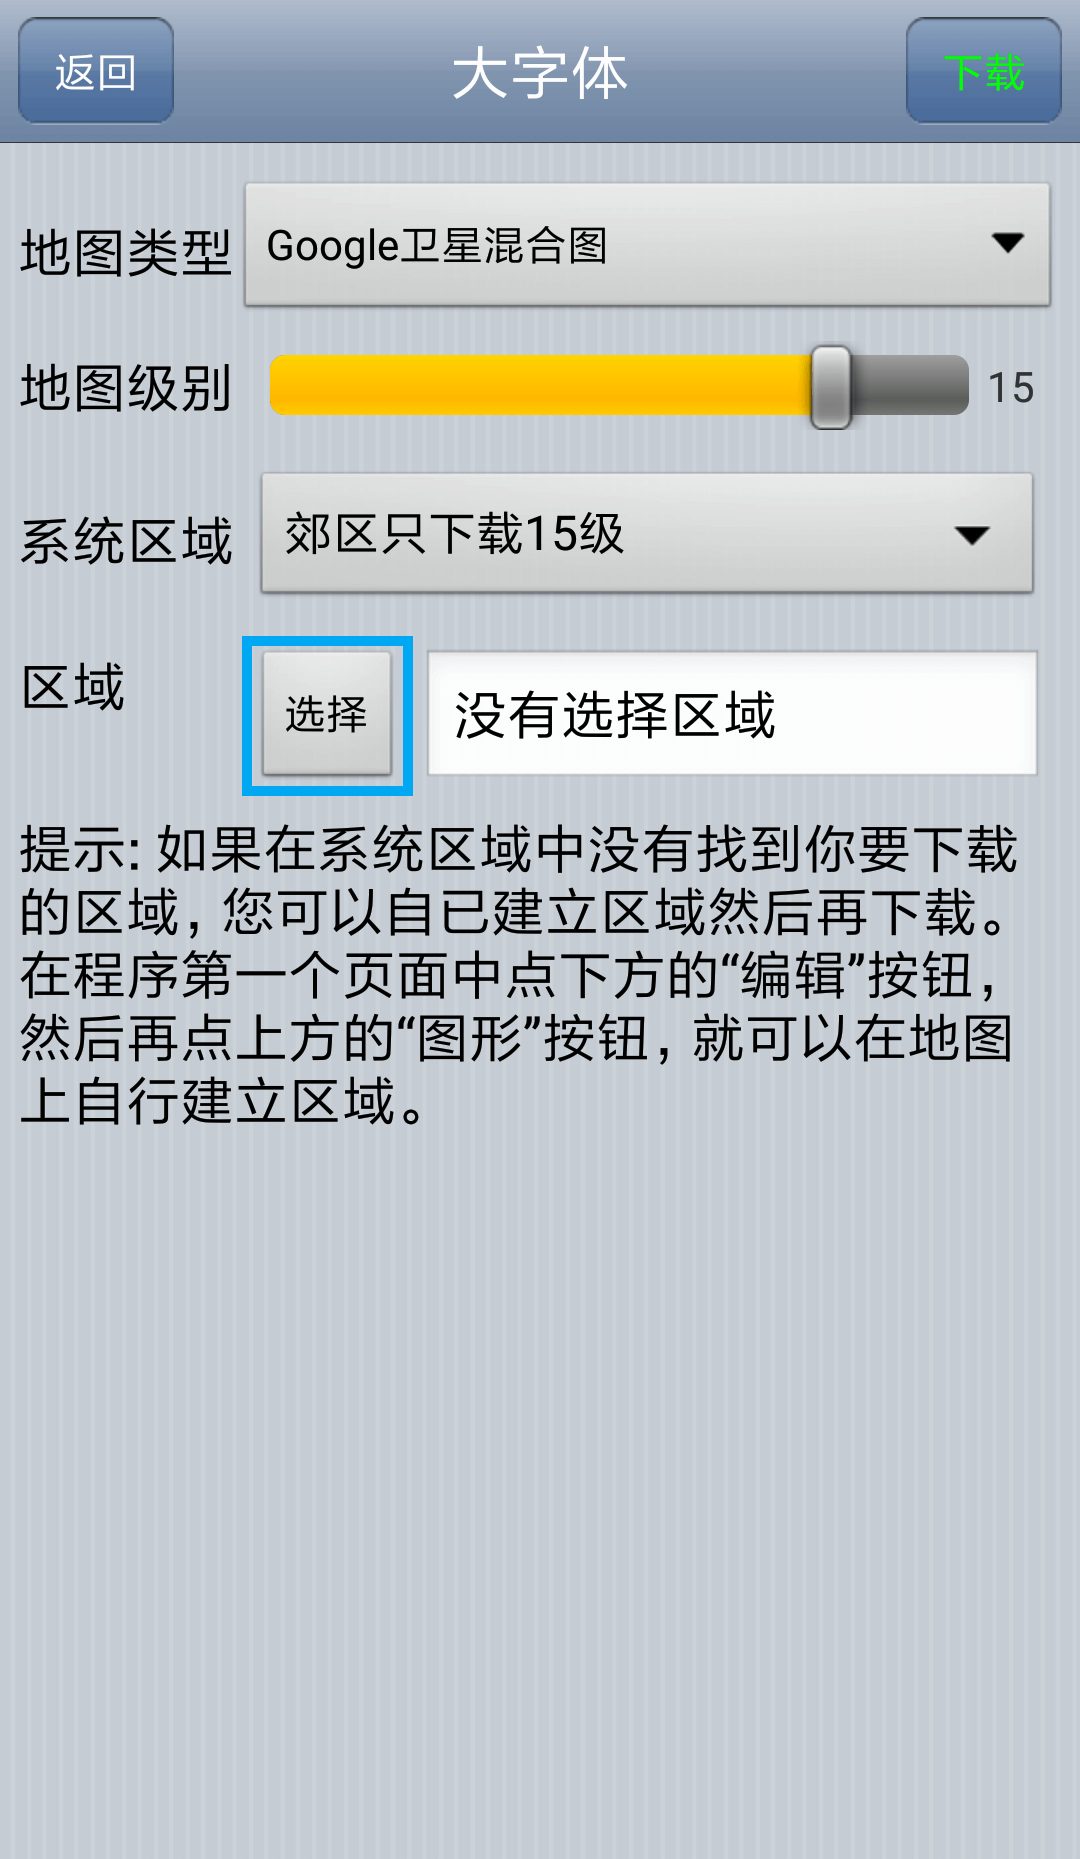 返回
大字体
下载
地图类型
Google卫星混合图
地图级别
15
系统区域
郊区只下载15级
区域
选择
没有选择区域
提示: 如果在系统区域中没有找到你要下载
的区域, 您可以自已建立区域然后再下载。
在程序第一个页面中点下方的“编辑”按钮,
然后再点上方的“图形”按钮, 就可以在地图
上自行建立区域。